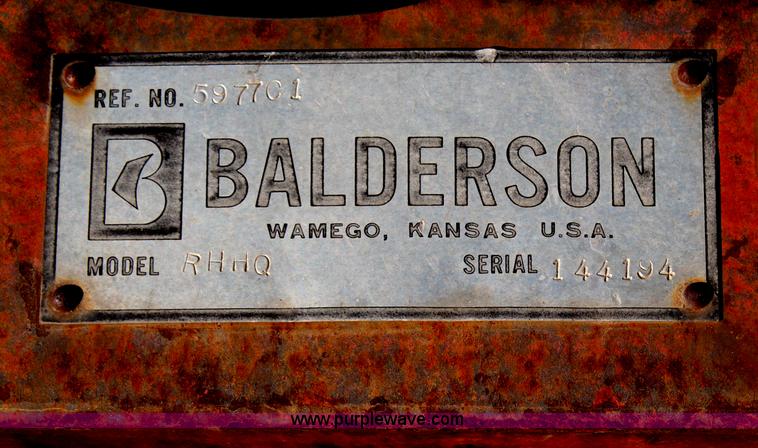 REF. NO. 597701
B BALDERSON
WAMEGO, KANSAS U.S.A.
MODEL RHHQ SERIAL 144194
www.purplewave.com